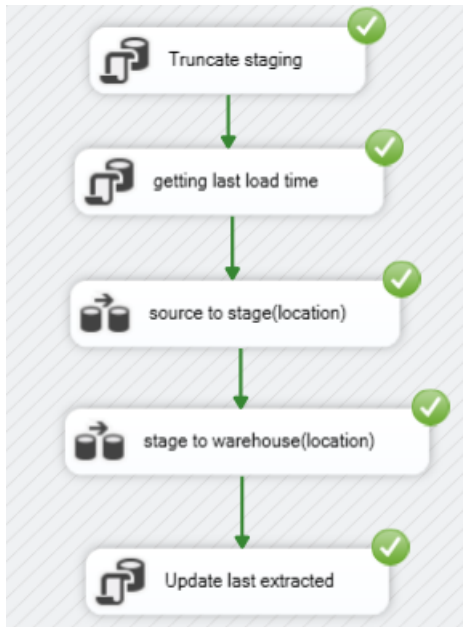 Truncate staging
getting last load time
source to stage(location)
stage to warehouse(location)
Update last extracted